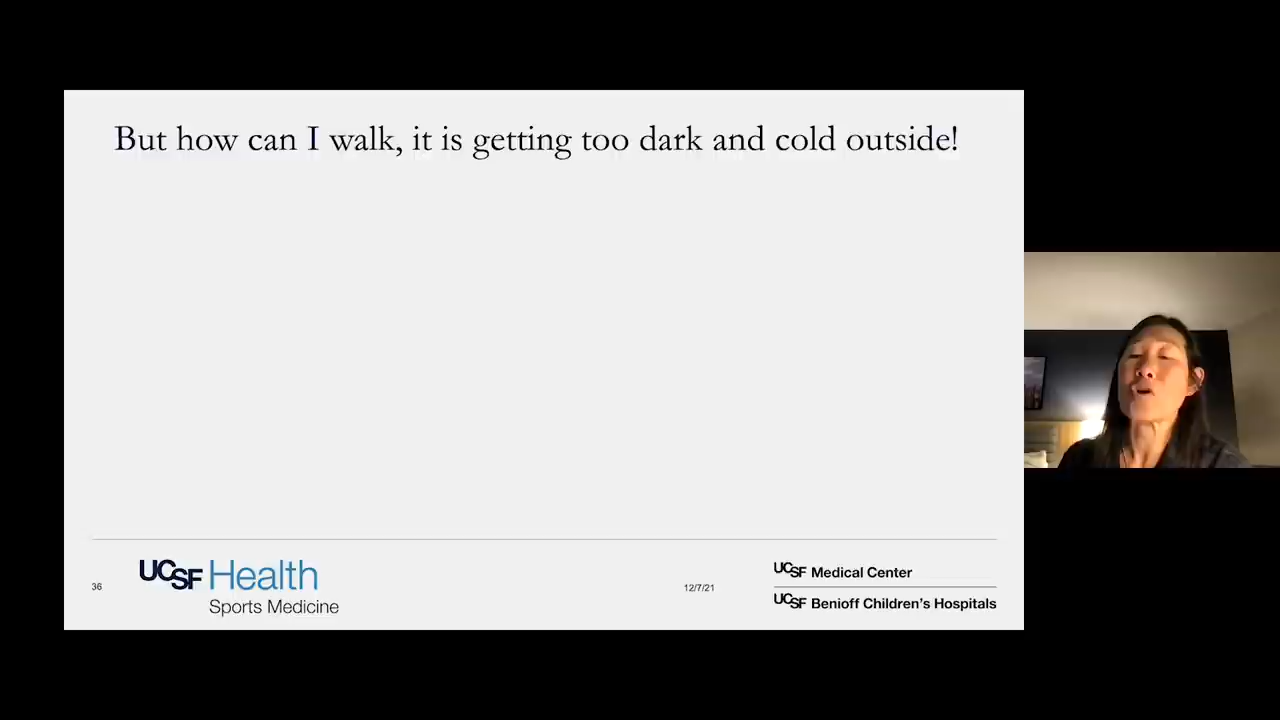 But how can I walk, it is getting too dark and cold outside!
36
UCSF Health
Sports Medicine
12/7/21
UCSF Medical Center
UCSF Benioff Children's Hospitals